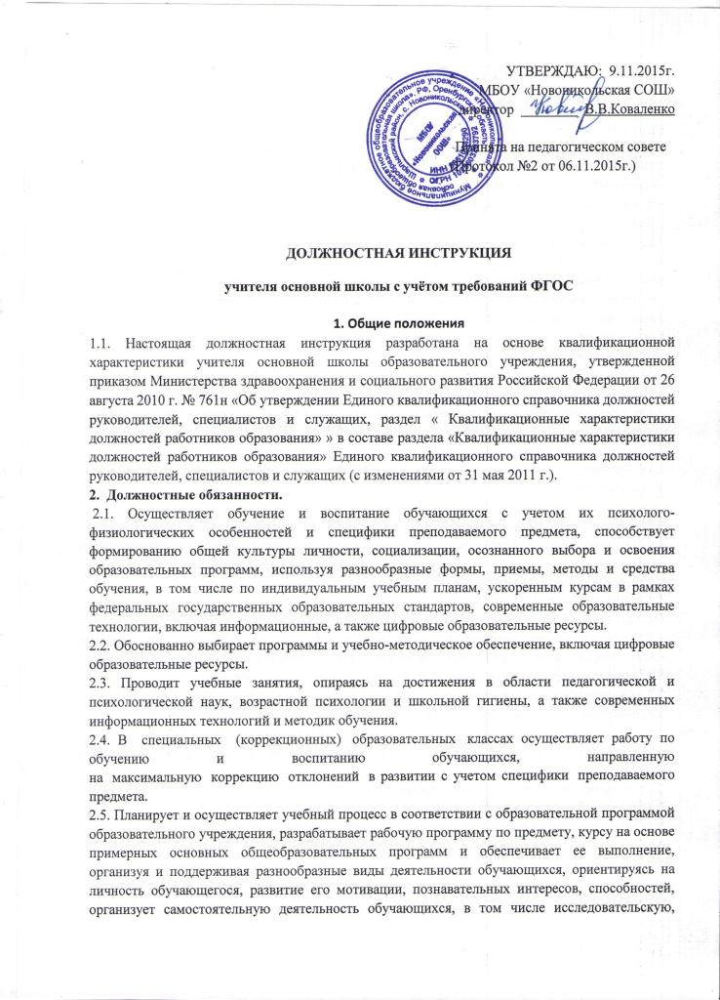 УТВЕРЖДАЮ: 9.11.2015г.
МБОУ «Новоникольская СОШ»
директор В.В.Коваленко
Принята на педагогическом совете
(Протокол №2 от 06.11.2015г.)
МБОУ
«Новоникольская
ООШ»
ДОЛЖНОСТНАЯ ИНСТРУКЦИЯ
учителя основной школы с учётом требований ФГОС
1. Общие положения
1.1. Настоящая должностная инструкция разработана на основе квалификационной
характеристики учителя основной школы образовательного учреждения, утвержденной
приказом Министерства здравоохранения и социального развития Российской Федерации от 26
августа 2010 г. № 761н «Об утверждении Единого квалификационного справочника должностей
руководителей, специалистов и служащих, раздел « Квалификационные характеристики
должностей работников образования» » в составе раздела «Квалификационные характеристики
должностей работников образования» Единого квалификационного справочника должностей
руководителей, специалистов и служащих (с изменениями от 31 мая 2011 г.).
2. Должностные обязанности.
2.1. Осуществляет обучение и воспитание обучающихся с учетом их психолого-
физиологических особенностей и специфики преподаваемого предмета, способствует
формированию общей культуры личности, социализации, осознанного выбора и освоения
образовательных программ, используя разнообразные формы, приемы, методы и средства
обучения, в том числе по индивидуальным учебным планам, ускоренным курсам в рамках
федеральных государственных образовательных стандартов, современные образовательные
технологии, включая информационные, а также цифровые образовательные ресурсы.
2.2. Обоснованно выбирает программы и учебно-методическое обеспечение, включая цифровые
образовательные ресурсы.
2.3. Проводит учебные занятия, опираясь на достижения в области педагогической и
психологической наук, возрастной психологии и школьной гигиены, а также современных
информационных технологий и методик обучения.
2.4. В специальных (коррекционных) образовательных классах осуществляет работу по
обучению и воспитанию обучающихся, направленную
на максимальную коррекцию отклонений в развитии с учетом специфики преподаваемого
предмета.
2.5. Планирует и осуществляет учебный процесс в соответствии с образовательной программой
образовательного учреждения, разрабатывает рабочую программу по предмету, курсу на основе
примерных основных общеобразовательных программ и обеспечивает ее выполнение,
организуя и поддерживая разнообразные виды деятельности обучающихся, ориентируясь на
личность обучающегося, развитие его мотивации, познавательных интересов, способностей,
организует самостоятельную деятельность обучающихся, в том числе исследовательскую,